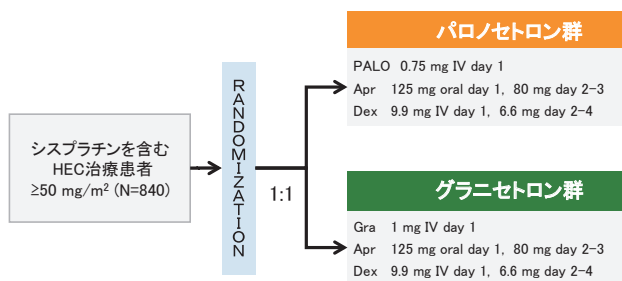 シスプラチンを含む
HEC治療患者
≥50 mg/m² (N=840)
RANDOMIZATION
1:1
パロノセトロン群
PALO 0.75 mg IV day 1
Apr 125 mg oral day 1, 80 mg day 2-3
Dex 9.9 mg IV day 1, 6.6 mg day 2-4
グラニセトロン群
Gra 1 mg IV day 1
Apr 125 mg oral day 1, 80 mg day 2-3
Dex 9.9 mg IV day 1, 6.6 mg day 2-4